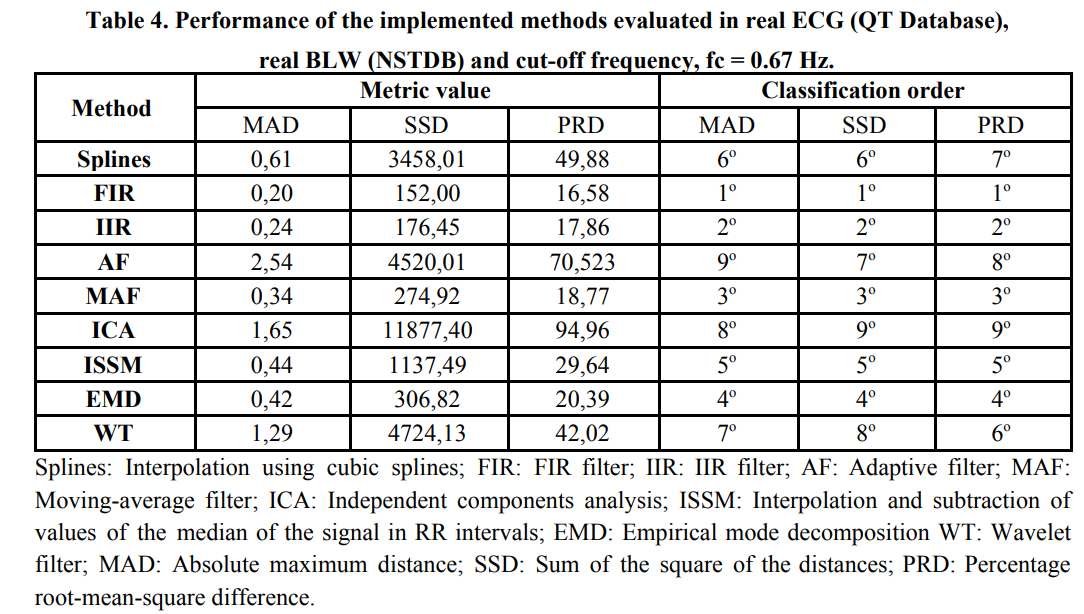 Table 4. Performance of the implemented methods evaluated in real ECG (QT Database),
real BLW (NSTDB) and cut-off frequency, fc = 0.67 Hz.
Method Metric value Classification order
MAD SSD PRD MAD SSD PRD
Splines 0,61 3458,01 49,88 6º 6º 7º
FIR 0,20 152,00 16,58 1º 1º 1º
IIR 0,24 176,45 17,86 2º 2º 2º
AF 2,54 4520,01 70,523 9º 7º 8º
MAF 0,34 274,92 18,77 3º 3º 3º
ICA 1,65 11877,40 94,96 8º 9º 9º
ISSM 0,44 1137,49 29,64 5º 5º 5º
EMD 0,42 306,82 20,39 4º 4º 4º
WT 1,29 4724,13 42,02 7º 8º 6º
Splines: Interpolation using cubic splines; FIR: FIR filter; IIR: IIR filter; AF: Adaptive filter; MAF:
Moving-average filter; ICA: Independent components analysis; ISSM: Interpolation and subtraction of
values of the median of the signal in RR intervals; EMD: Empirical mode decomposition WT: Wavelet
filter; MAD: Absolute maximum distance; SSD: Sum of the square of the distances; PRD: Percentage
root-mean-square difference.